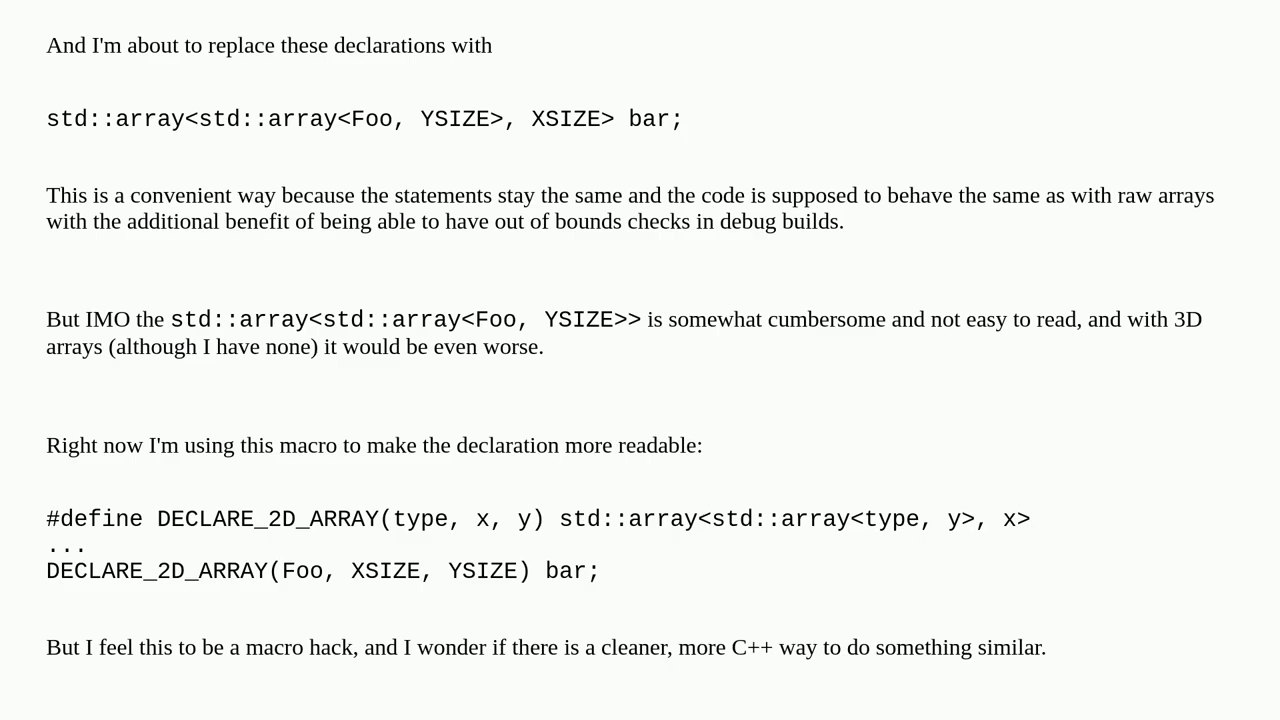 And I'm about to replace these declarations with
std::array<std::array<Foo, YSIZE>, XSIZE> bar;
This is a convenient way because the statements stay the same and the code is supposed to behave the same as with raw arrays
with the additional benefit of being able to have out of bounds checks in debug builds.
But IMO the std::array<std::array<Foo, YSIZE>> is somewhat cumbersome and not easy to read, and with 3D
arrays (although I have none) it would be even worse.
Right now I'm using this macro to make the declaration more readable:
#define DECLARE_2D_ARRAY(type, x, y) std::array<std::array<type, y>, x>
...
DECLARE_2D_ARRAY(Foo, XSIZE, YSIZE) bar;
But I feel this to be a macro hack, and I wonder if there is a cleaner, more C++ way to do something similar.